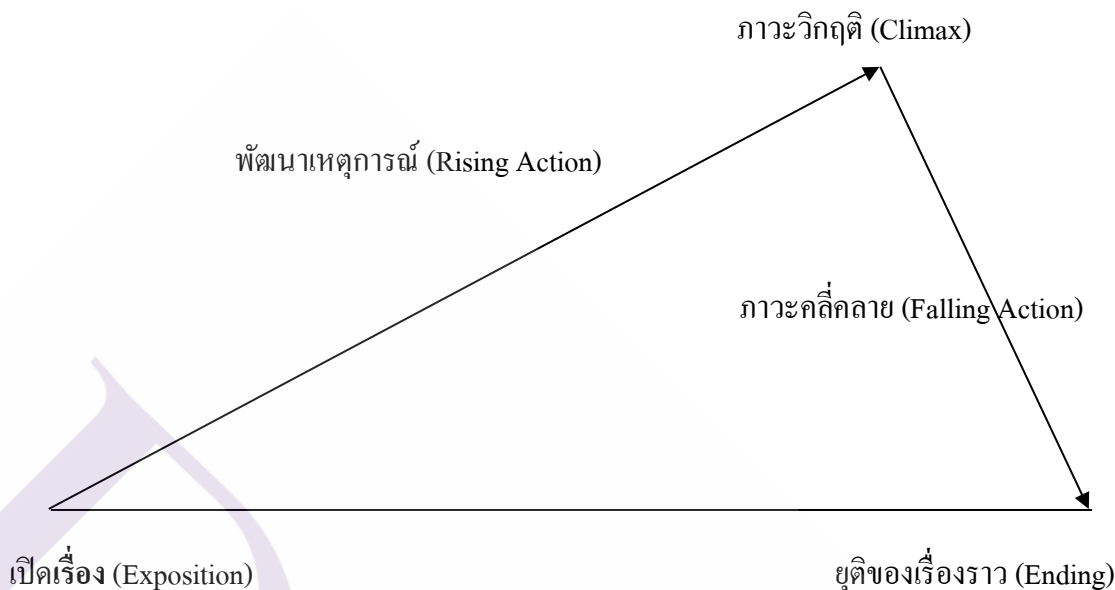 ภาวะวิกฤติ (Climax)
พัฒนาเหตุการณ์ (Rising Action)
ภาวะคลี่คลาย (Falling Action)
เปิดเรื่อง (Exposition)
ยุติของเรื่องราว (Ending)